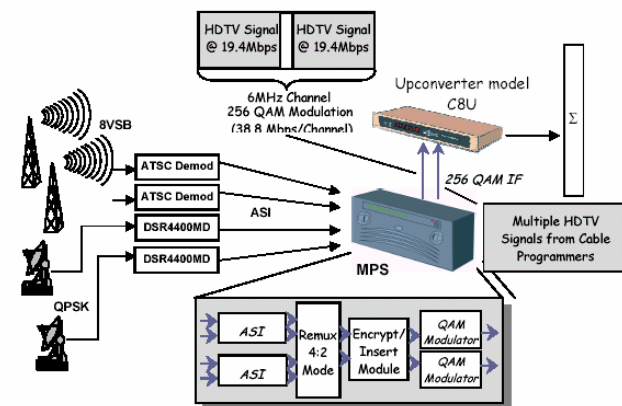 HDTV Signal
@ 19.4Mbps
HDTV Signal
@ 19.4Mbps
6MHz Channel
256 QAM Modulation
(38.8 Mbps/Channel)
Upconverter model
C8U
Σ
8VSB
ATSC Demod
ATSC Demod
ASI
DSR4400MD
DSR4400MD
QPSK
256 QAM IF
MPS
Multiple HDTV
Signals from Cable
Programmers
ASI
ASI
Remux
4:2
Mode
Encrypt/
Insert
Module
QAM
Modulator
QAM
Modulator